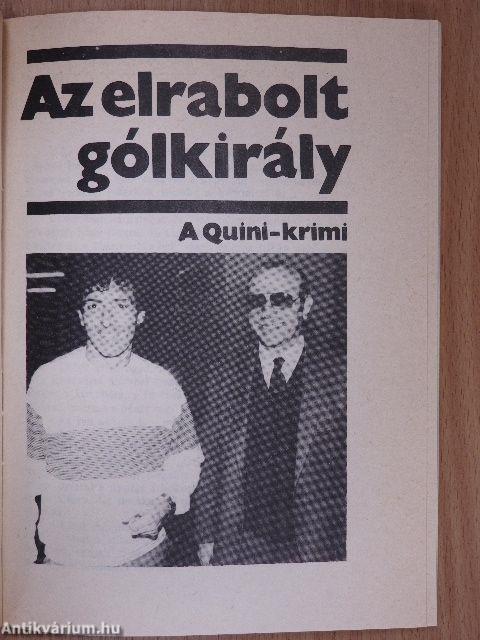 Az elrabolt
gólkirály
A Quini-krimi
Antikvárium.hu